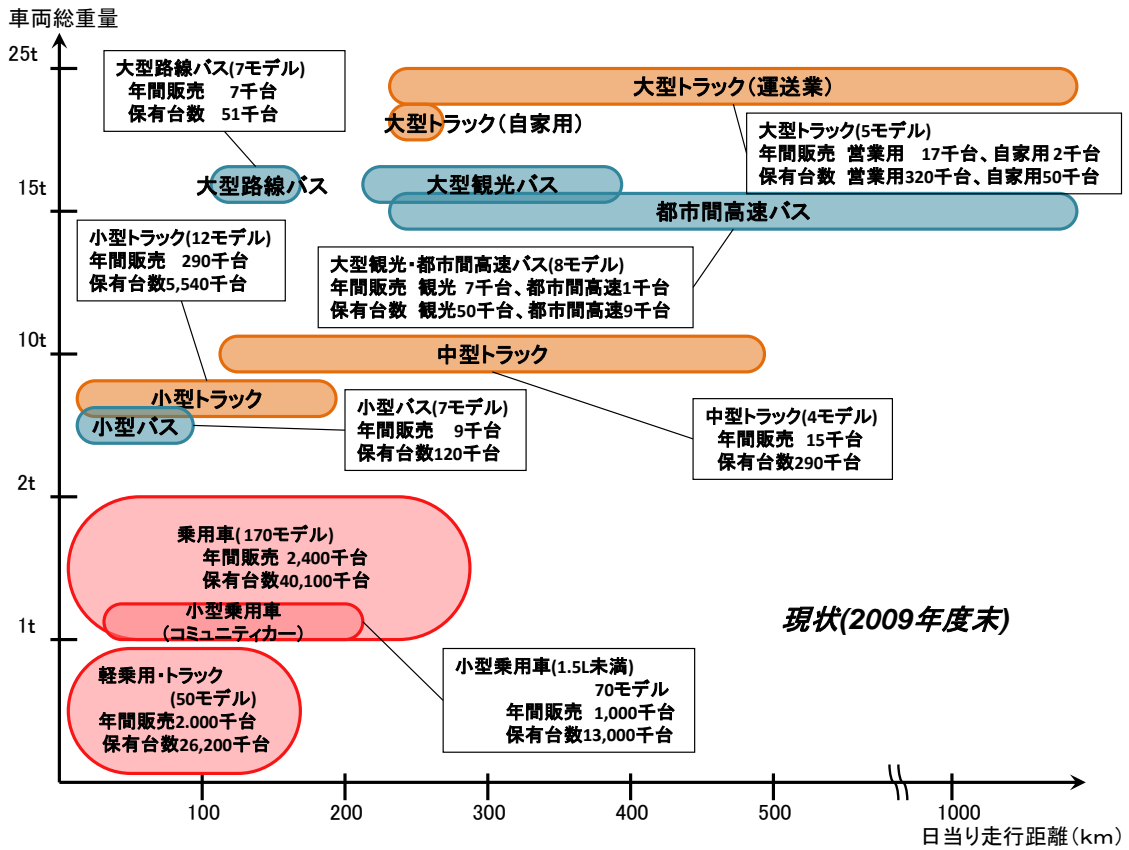 車両総重量
25t
大型路線バス(7モデル)
年間販売 7千台
保有台数 51千台
大型トラック（運送業）
大型トラック（自家用）
大型トラック(5モデル)
年間販売 営業用 17千台、自家用2千台
保有台数 営業用320千台、自家用50千台
15t
大型路線バス
大型観光バス
都市間高速バス
小型トラック(12モデル)
年間販売 290千台
保有台数5,540千台
大型観光・都市間高速バス(8モデル)
年間販売 観光 7千台、都市間高速1千台
保有台数 観光50千台、都市間高速9千台
10t
中型トラック
小型トラック
小型バス
小型バス(7モデル)
年間販売 9千台
保有台数120千台
中型トラック(4モデル)
年間販売 15千台
保有台数290千台
2t
乗用車(170モデル)
年間販売 2,400千台
保有台数40,100千台
小型乗用車
（コミュニティカー）
現状(2009年度末)
1t
軽乗用・トラック
(50モデル)
年間販売2.000千台
保有台数26,200千台
小型乗用車(1.5L未満)
70モデル
年間販売 1,000千台
保有台数13,000千台
100 200 300 400 500 1000
日当り走行距離（km）